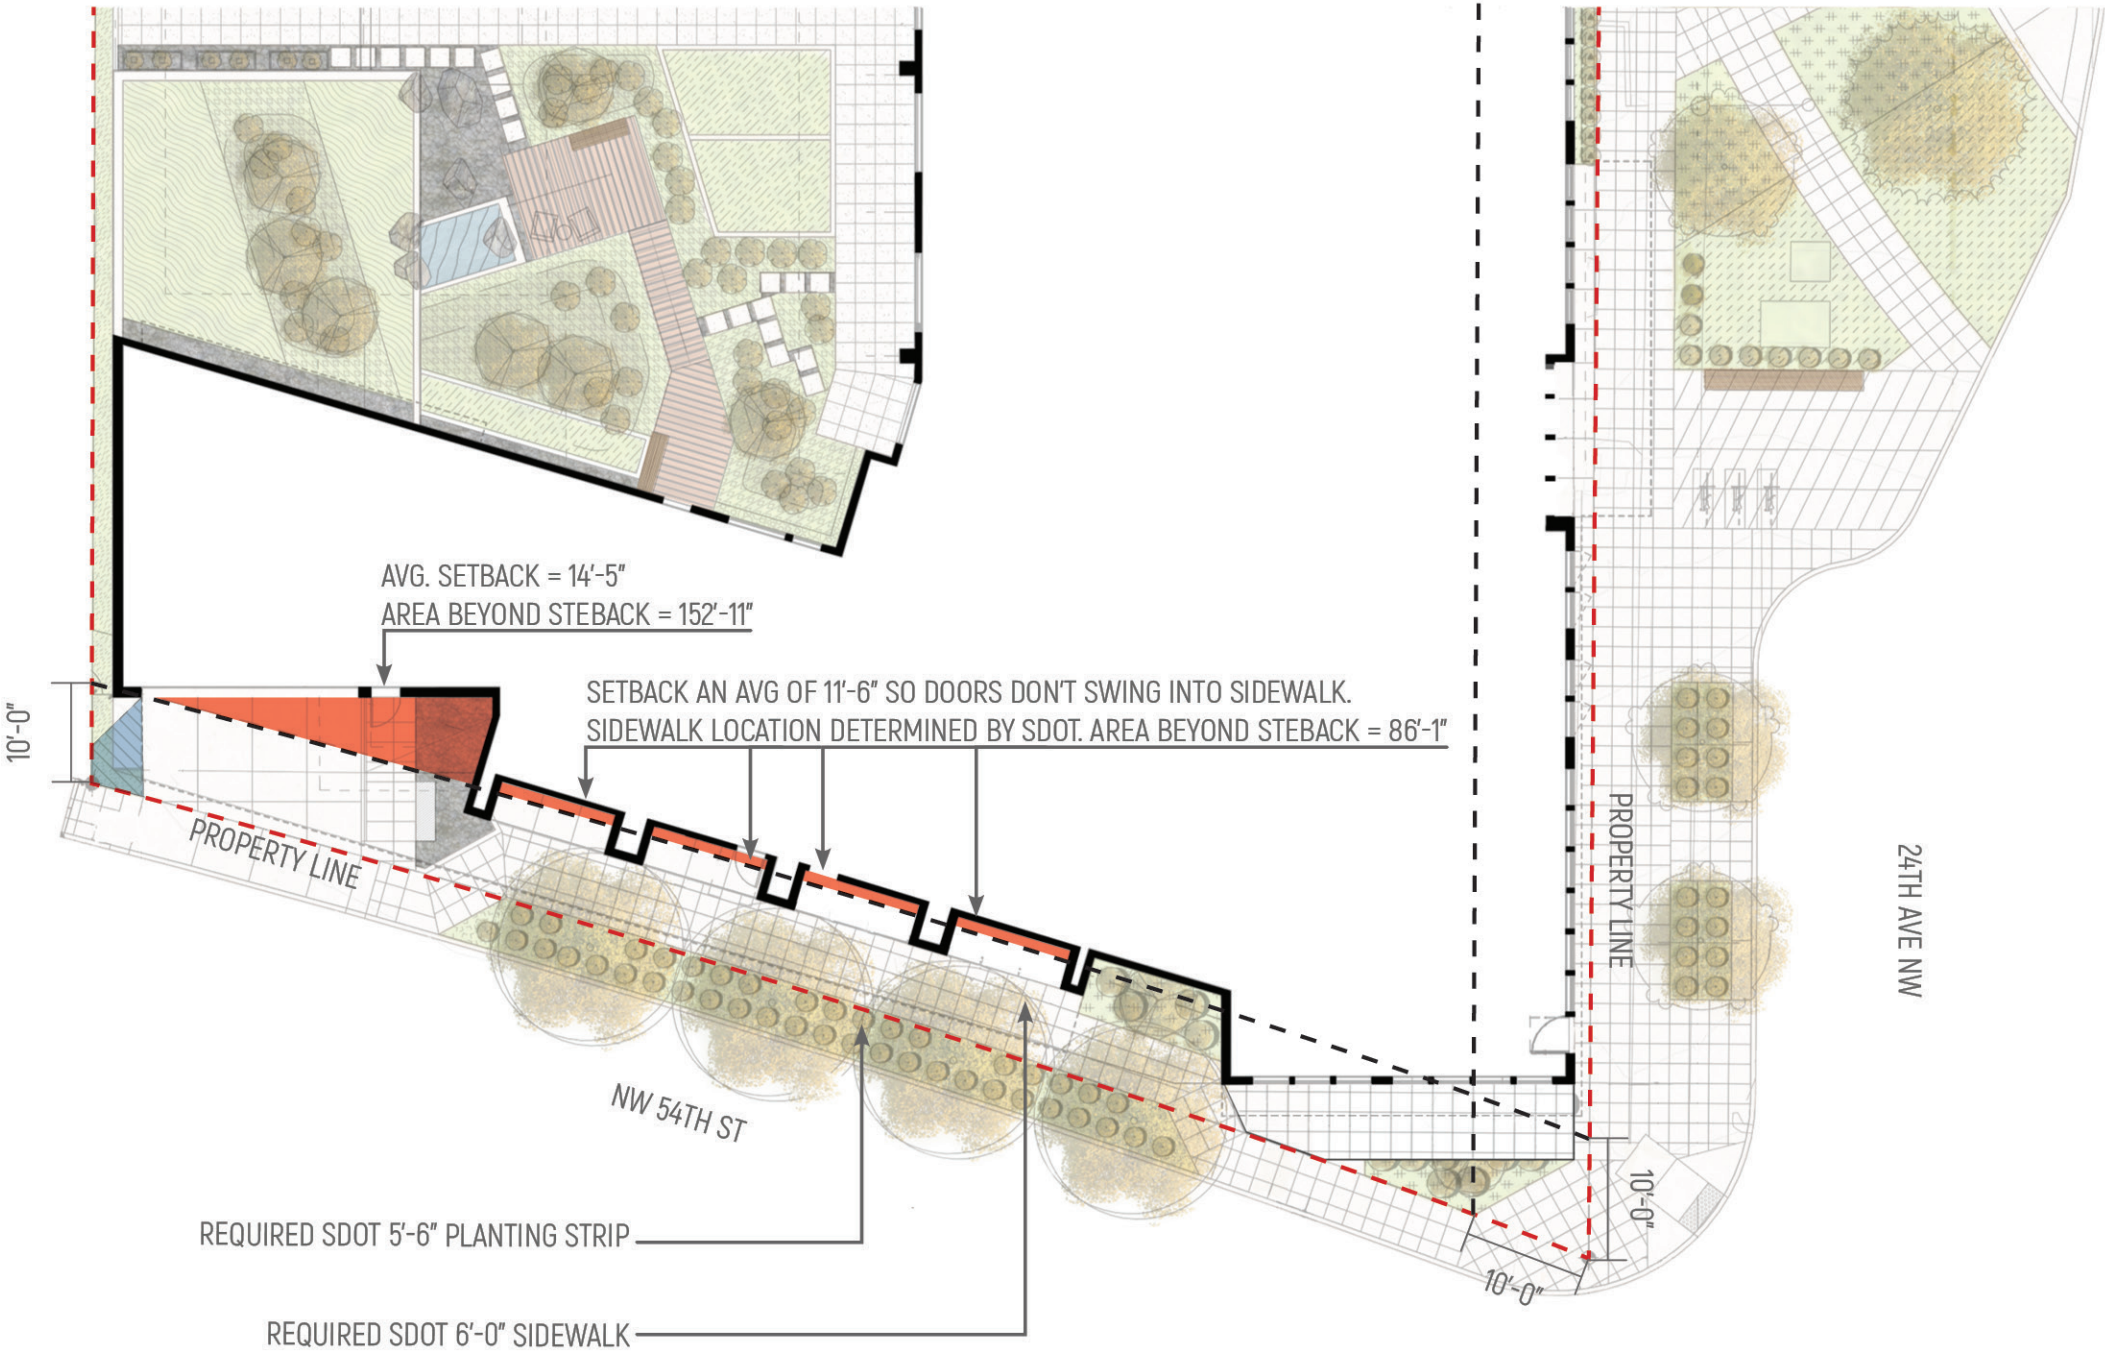 AVG. SETBACK = 14'-5"
AREA BEYOND STEBACK = 152'-11"
SETBACK AN AVG OF 11'-6" SO DOORS DON'T SWING INTO SIDEWALK.
SIDEWALK LOCATION DETERMINED BY SDOT. AREA BEYOND STEBACK = 86'-1"
10'-0"
PROPERTY LINE
PROPERTY LINE
24TH AVE NW
NW 54TH ST
10'-0"
REQUIRED SDOT 5'-6" PLANTING STRIP
10'-0"
REQUIRED SDOT 6'-0" SIDEWALK